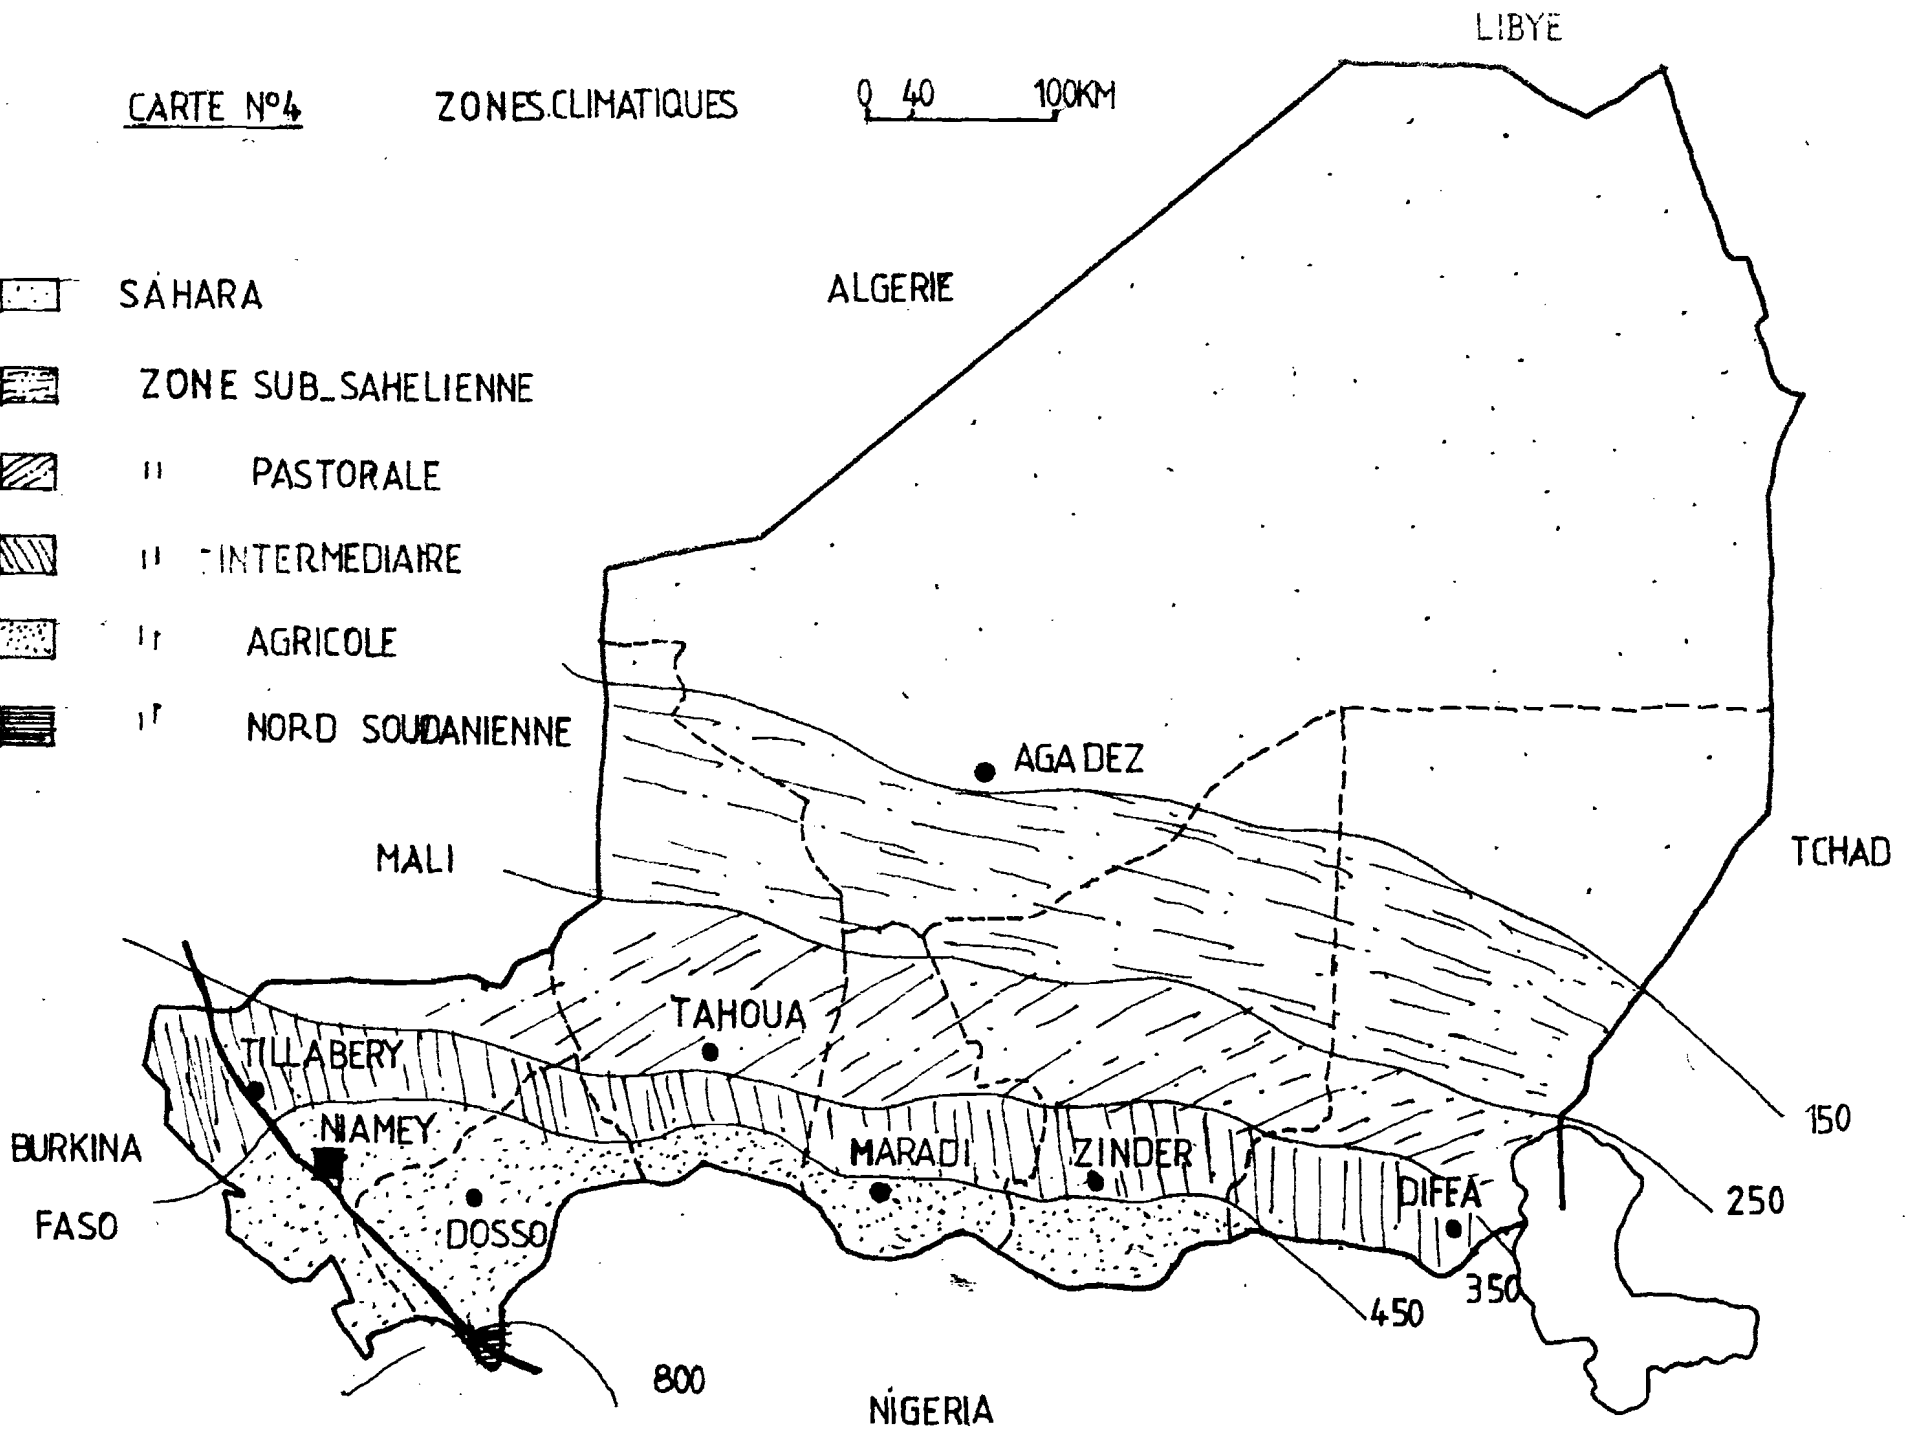 LIBYE
CARTE Nº4 ZONES.CLIMATIQUES 0 40 100KM
SAHARA
ZONE SUB_SAHELIENNE
" PASTORALE
" -INTERMEDIAIRE
" AGRICOLE
" NORD SOUDANIENNE
ALGERIE
AGADEZ
MALI
TCHAD
TAHOUA
TILLABERY
NIAMEY
BURKINA
FASO
DOSSO
MARADI
ZINDER
DIFFA
150
250
350
450
800
NIGERIA